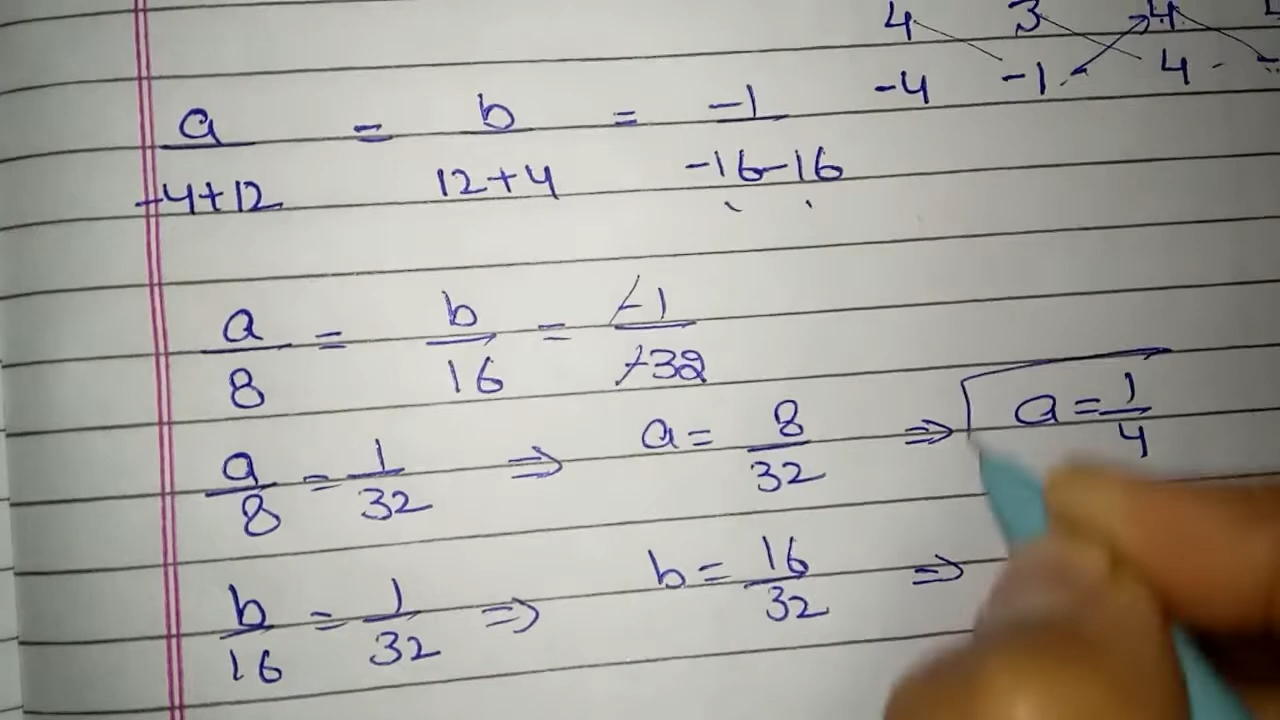 4 3 4
-4 -1 4
a/(-4+12) = b/(12+4) = -1/(-16-16)
a/8 = b/16 = -1/-32
a/8 = 1/32 ⇒ a = 8/32 ⇒ a = 1/4
b/16 = 1/32 ⇒ b = 16/32 ⇒